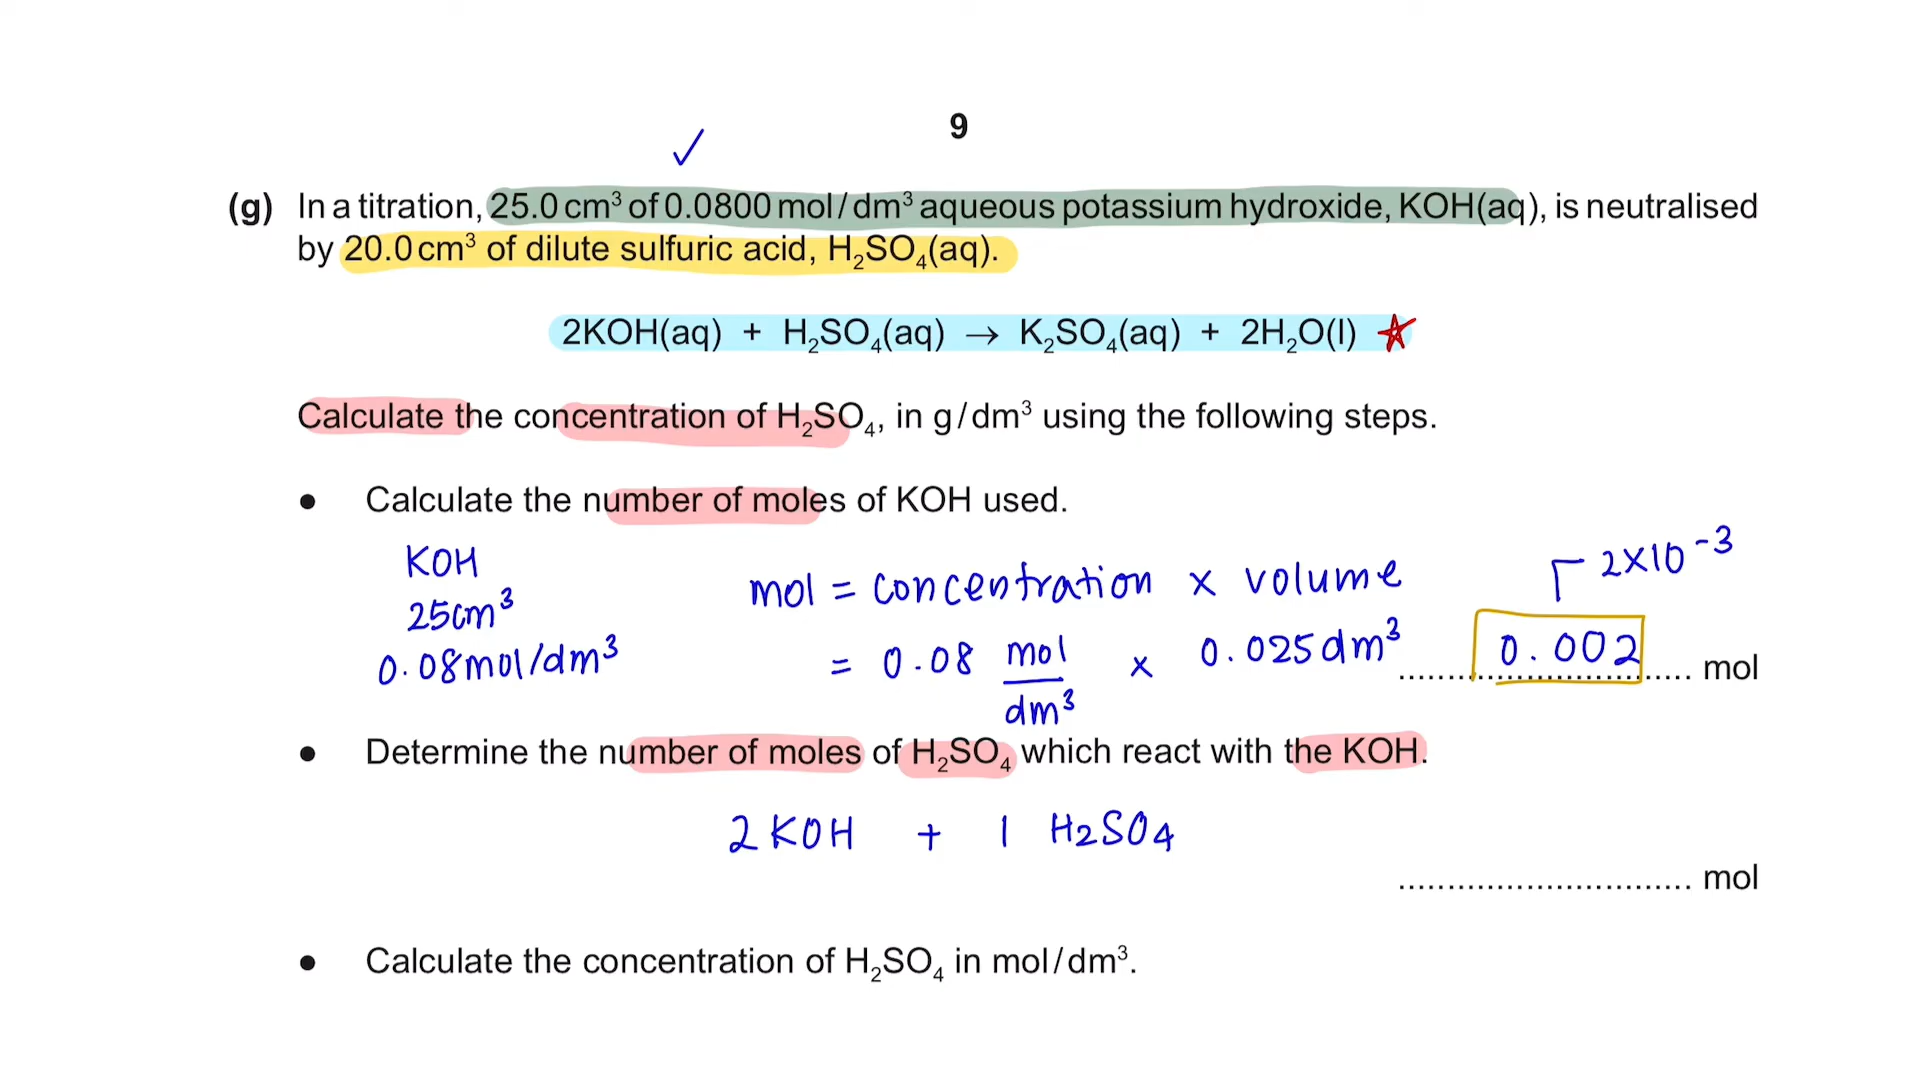 9
✓
(g) In a titration, 25.0 cm³ of 0.0800 mol/dm³ aqueous potassium hydroxide, KOH(aq), is neutralised
by 20.0 cm³ of dilute sulfuric acid, H₂SO₄(aq).
2KOH(aq) + H₂SO₄(aq) → K₂SO₄(aq) + 2H₂O(l) ☆
Calculate the concentration of H₂SO₄, in g/dm³ using the following steps.
● Calculate the number of moles of KOH used.
KOH
25cm³
0.08mol/dm³
mol = concentration × volume
= 0.08 mol/dm³ × 0.025dm³
2×10⁻³
0.002 .............................. mol
● Determine the number of moles of H₂SO₄ which react with the KOH.
2 KOH + 1 H₂SO₄
.............................. mol
● Calculate the concentration of H₂SO₄ in mol/dm³.